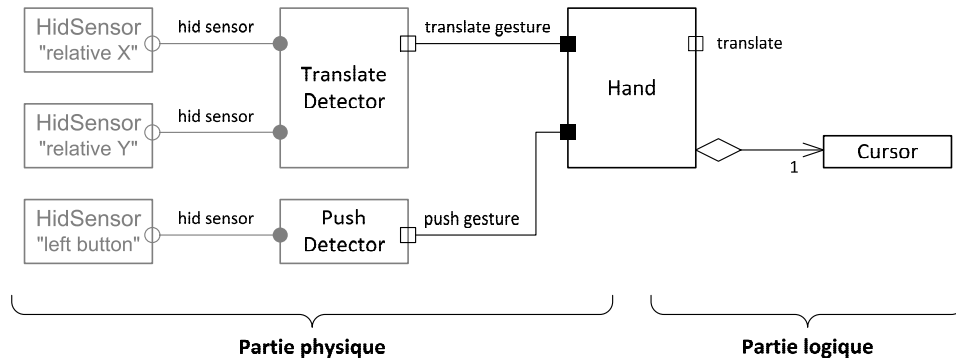 HidSensor
"relative X"
hid sensor
Translate
Detector
translate gesture
Hand
translate
HidSensor
"relative Y"
hid sensor
Cursor
1
HidSensor
"left button"
hid sensor
Push
Detector
push gesture
Partie physique
Partie logique